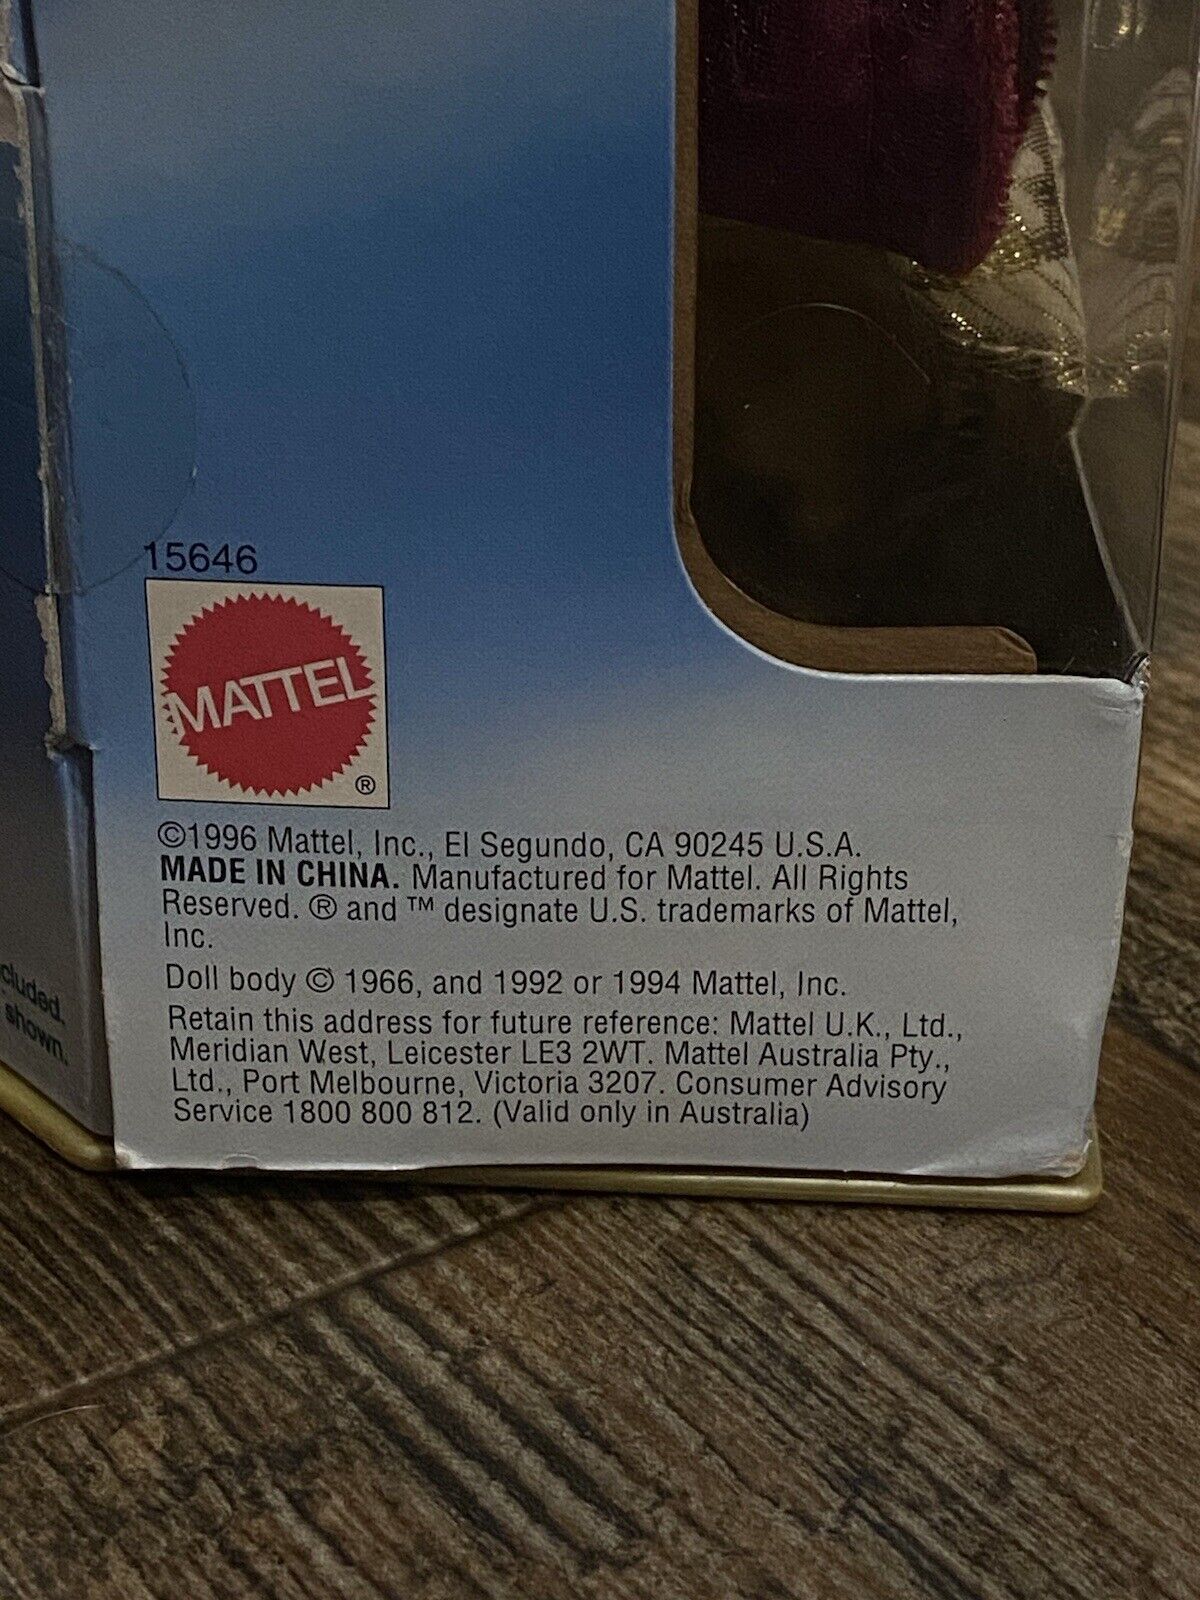 15646
MATTEL
®
©1996 Mattel, Inc., El Segundo, CA 90245 U.S.A.
MADE IN CHINA. Manufactured for Mattel. All Rights
Reserved. ® and ™ designate U.S. trademarks of Mattel,
Inc.
Doll body © 1966, and 1992 or 1994 Mattel, Inc.
Retain this address for future reference: Mattel U.K., Ltd.,
Meridian West, Leicester LE3 2WT. Mattel Australia Pty.,
Ltd., Port Melbourne, Victoria 3207. Consumer Advisory
Service 1800 800 812. (Valid only in Australia)
cluded.
shown.